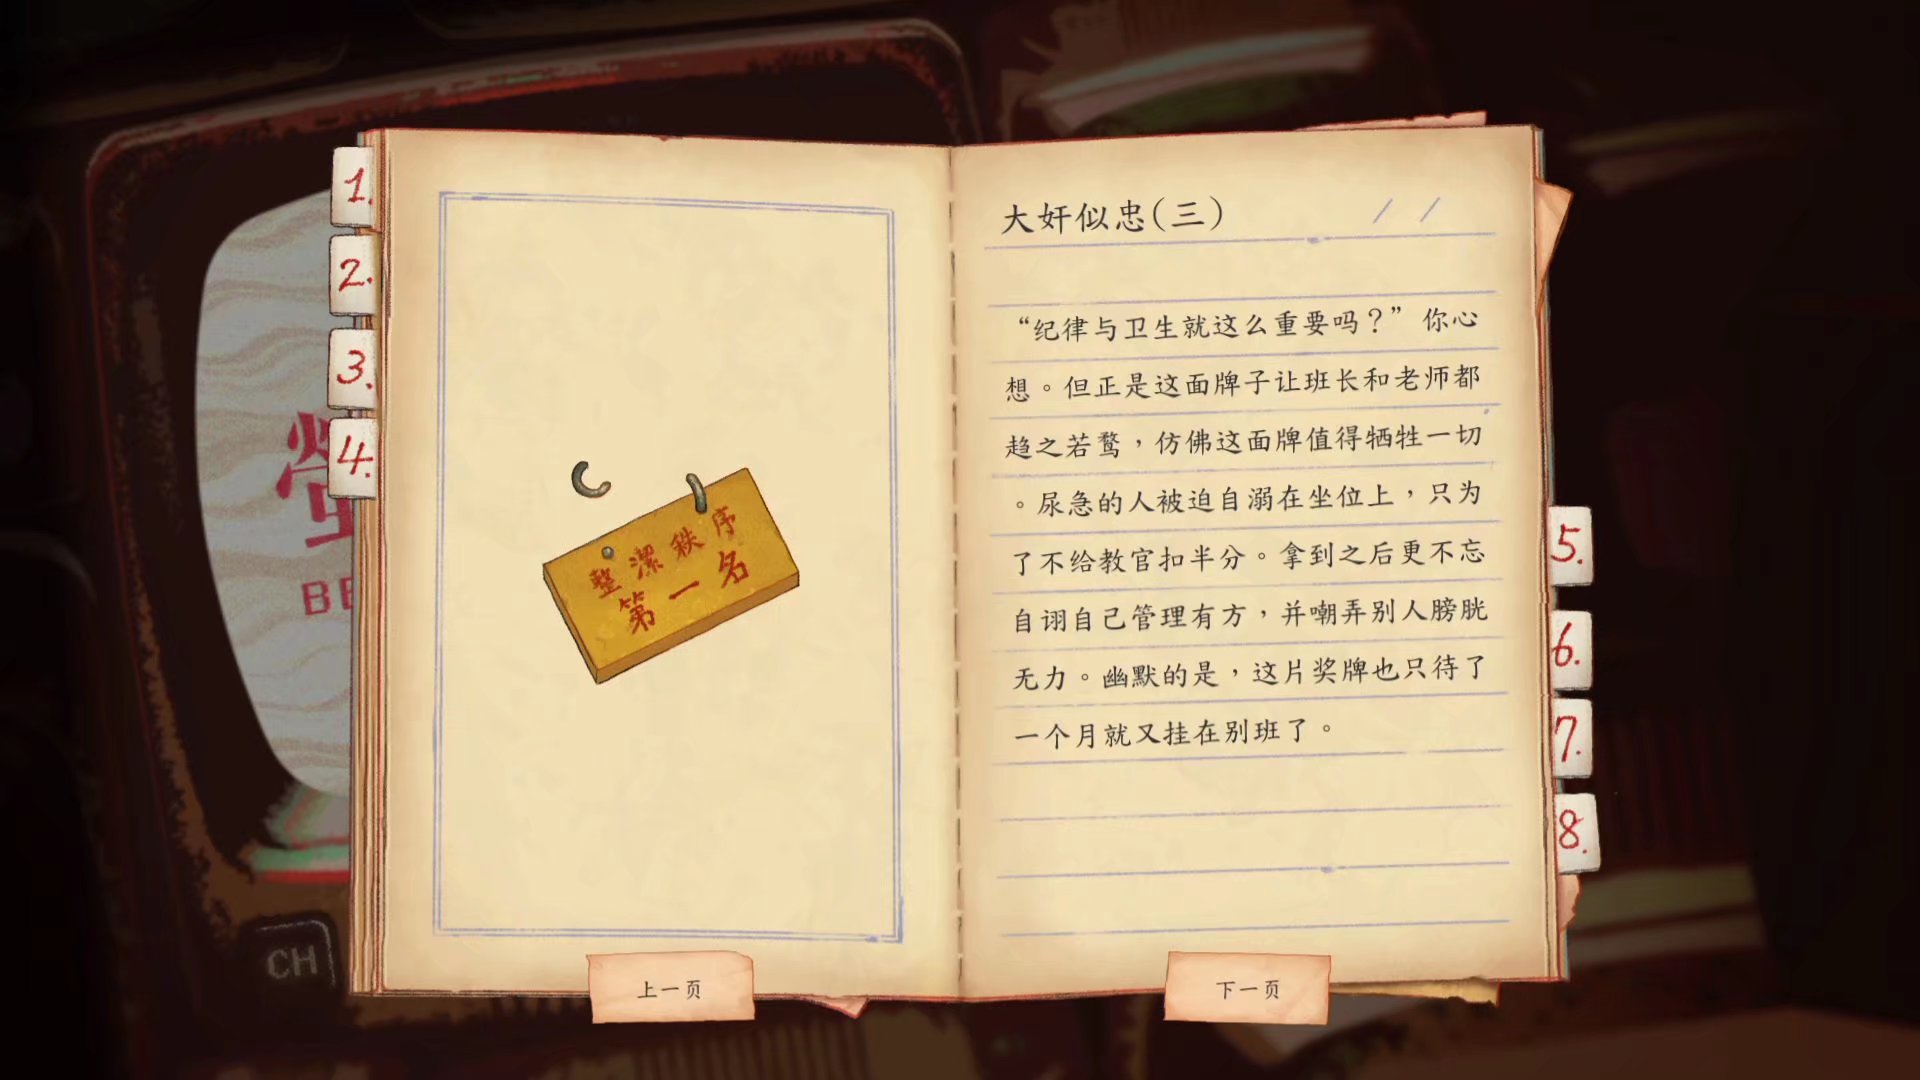 1.
2.
3.
4.
螢
BE
CH
整潔秩序
第一名
上一页
大奸似忠(三)
/ /
“纪律与卫生就这么重要吗？”你心
想。但正是这面牌子让班长和老师都
趋之若鹜，仿佛这面牌值得牺牲一切
。尿急的人被迫自溺在坐位上，只为
了不给教官扣半分。拿到之后更不忘
自诩自己管理有方，并嘲弄别人膀胱
无力。幽默的是，这片奖牌也只待了
一个月就又挂在别班了。
下一页
5.
6.
7.
8.